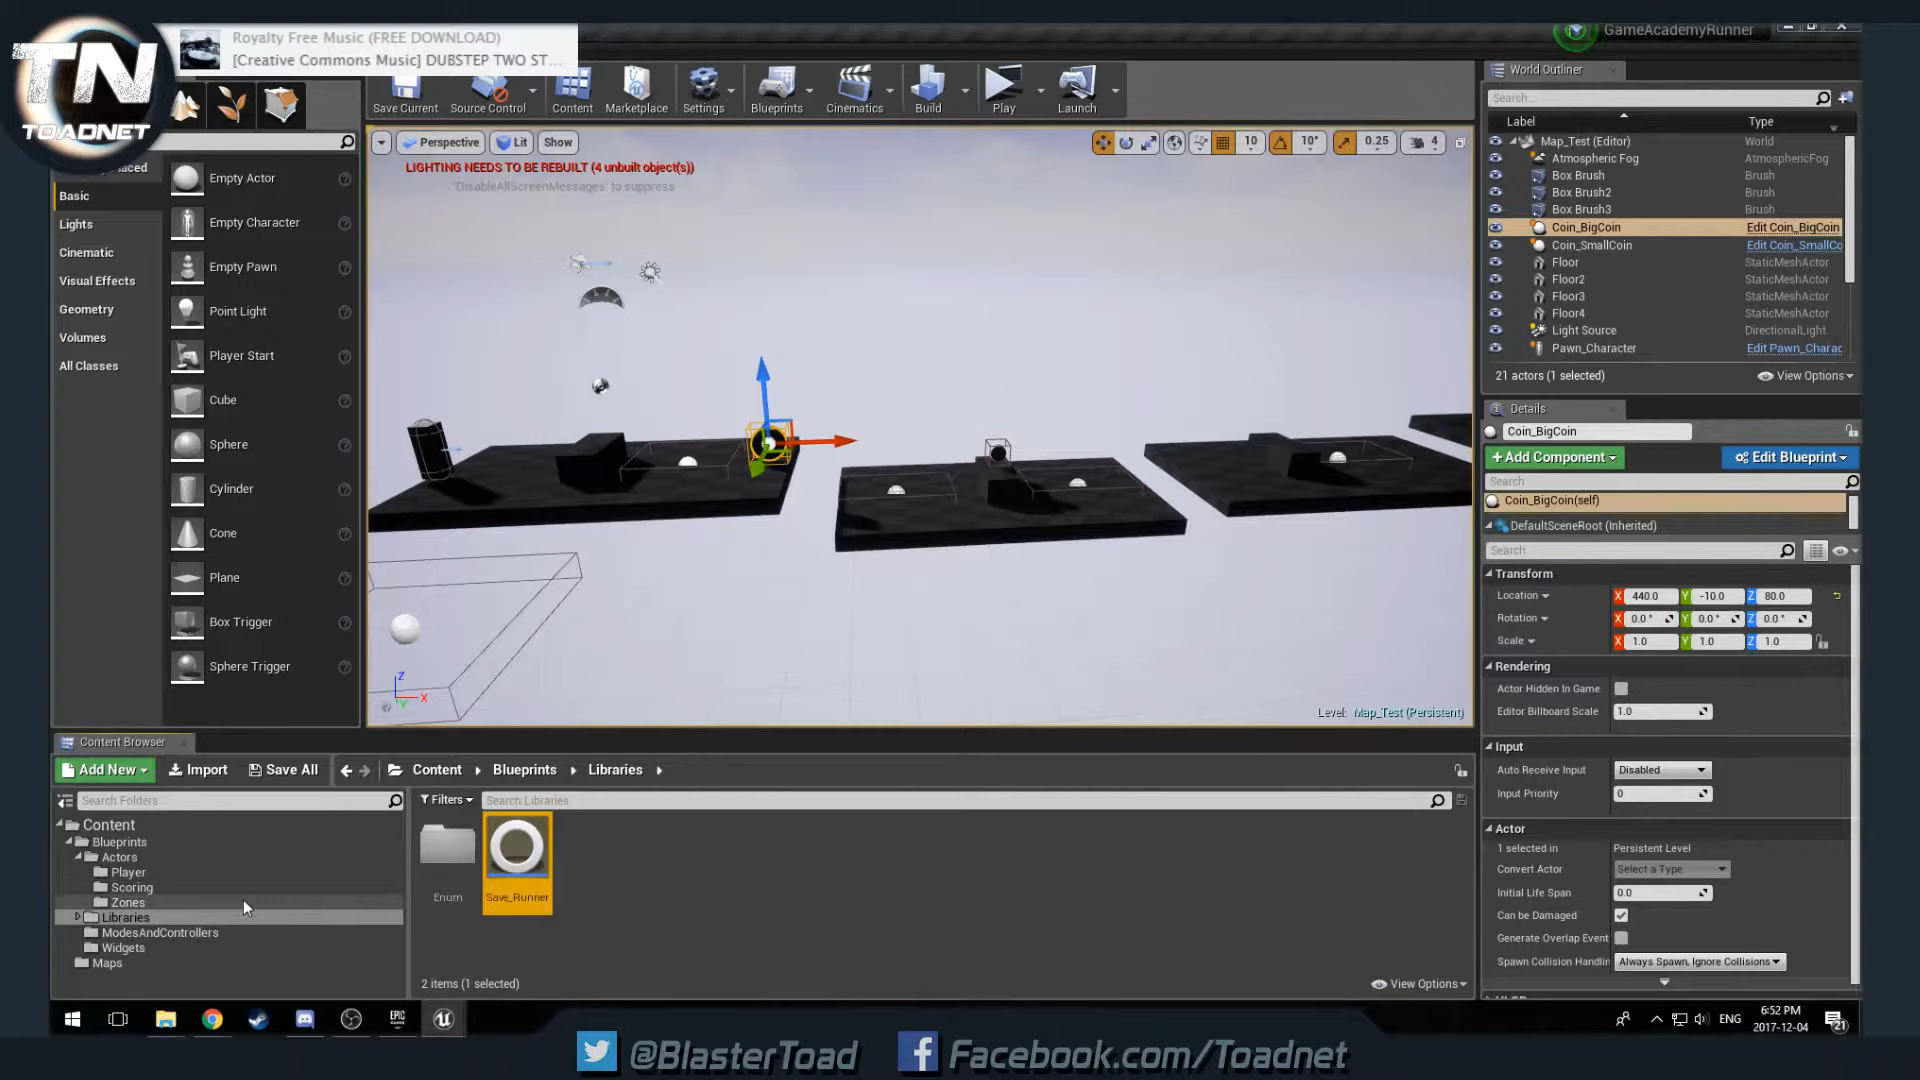 TN
TOADNET
Royalty Free Music (FREE DOWNLOAD)
[Creative Commons Music] DUBSTEP TWO ST...
GameAcademyRunner
Save Current
Source Control
Content
Marketplace
Settings
Blueprints
Cinematics
Build
Play
Launch
Basic
Lights
Cinematic
Visual Effects
Geometry
Volumes
All Classes
Empty Actor
Empty Character
Empty Pawn
Point Light
Player Start
Cube
Sphere
Cylinder
Cone
Plane
Box Trigger
Sphere Trigger
Perspective
Lit
Show
10
10°
0.25
4
LIGHTING NEEDS TO BE REBUILT (4 unbuilt object(s))
'DisableAllScreenMessages' to suppress
Z
X
Y
Level: Map_Test (Persistent)
World Outliner
Search...
Label Type
Map_Test (Editor) World
Atmospheric Fog AtmosphericFog
Box Brush Brush
Box Brush2 Brush
Box Brush3 Brush
Coin_BigCoin Edit Coin_BigCoin
Coin_SmallCoin Edit Coin_SmallCo
Floor StaticMeshActor
Floor2 StaticMeshActor
Floor3 StaticMeshActor
Floor4 StaticMeshActor
Light Source DirectionalLight
Pawn_Character Edit Pawn_Charac
21 actors (1 selected)
View Options
Details
Coin_BigCoin
+Add Component
Edit Blueprint
Search
Coin_BigCoin(self)
DefaultSceneRoot (Inherited)
Search
Transform
Location X 440.0 Y -10.0 Z 80.0
Rotation X 0.0° Y 0.0° Z 0.0°
Scale X 1.0 Y 1.0 Z 1.0
Rendering
Actor Hidden In Game
Editor Billboard Scale 1.0
Input
Auto Receive Input Disabled
Input Priority 0
Actor
1 selected in Persistent Level
Convert Actor Select a Type
Initial Life Span 0.0
Can be Damaged
Generate Overlap Event
Spawn Collision Handlin Always Spawn, Ignore Collisions
Content Browser
Add New
Import
Save All
Content
Blueprints
Libraries
Search Folders
Filters
Search Libraries
Content
Blueprints
Actors
Player
Scoring
Zones
Libraries
ModesAndControllers
Widgets
Maps
Enum
Save_Runner
2 items (1 selected)
View Options
EPIC
GAMES
ENG
6:52 PM
2017-12-04
21
@BlasterToad
Facebook.com/Toadnet